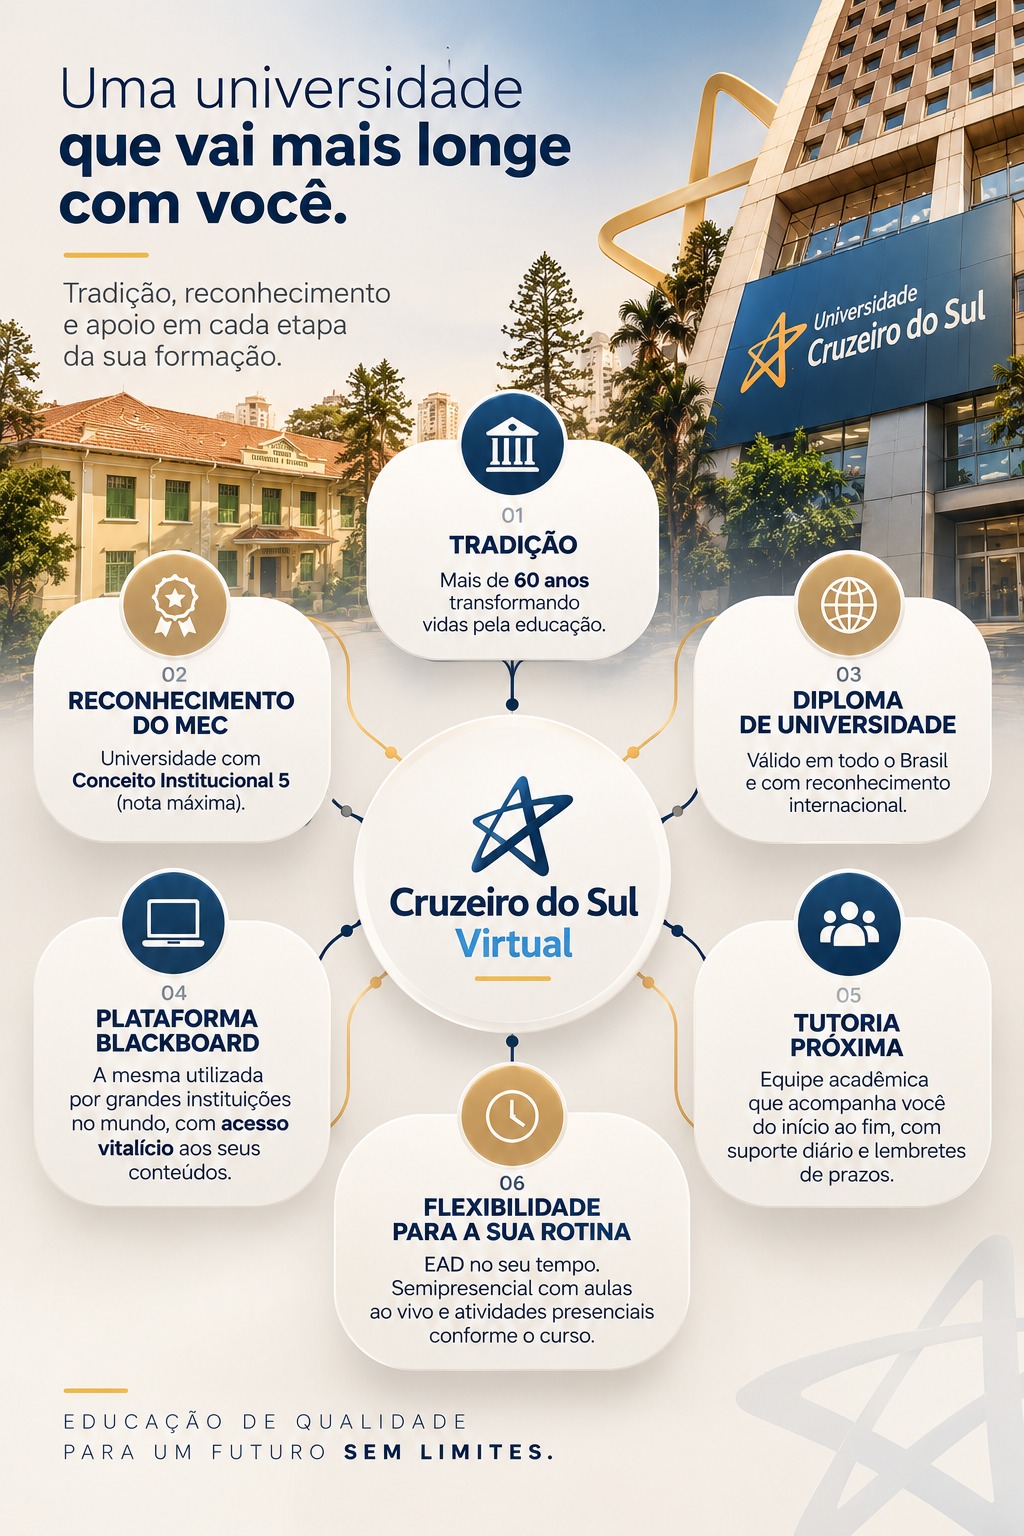 Uma universidade
que vai mais longe
com você.
Tradição, reconhecimento
e apoio em cada etapa
da sua formação.
Universidade
Cruzeiro do Sul
01
TRADIÇÃO
Mais de 60 anos
transformando
vidas pela educação.
02
RECONHECIMENTO
DO MEC
Universidade com
Conceito Institucional 5
(nota máxima).
03
DIPLOMA
DE UNIVERSIDADE
Válido em todo o Brasil
e com reconhecimento
internacional.
Cruzeiro do Sul
Virtual
04
PLATAFORMA
BLACKBOARD
A mesma utilizada
por grandes instituições
no mundo, com acesso
vitalício aos seus
conteúdos.
05
TUTORIA
PRÓXIMA
Equipe acadêmica
que acompanha você
do início ao fim, com
suporte diário e lembretes
de prazos.
06
FLEXIBILIDADE
PARA A SUA ROTINA
EAD no seu tempo.
Semipresencial com aulas
ao vivo e atividades presenciais
conforme o curso.
EDUCAÇÃO DE QUALIDADE
PARA UM FUTURO SEM LIMITES.